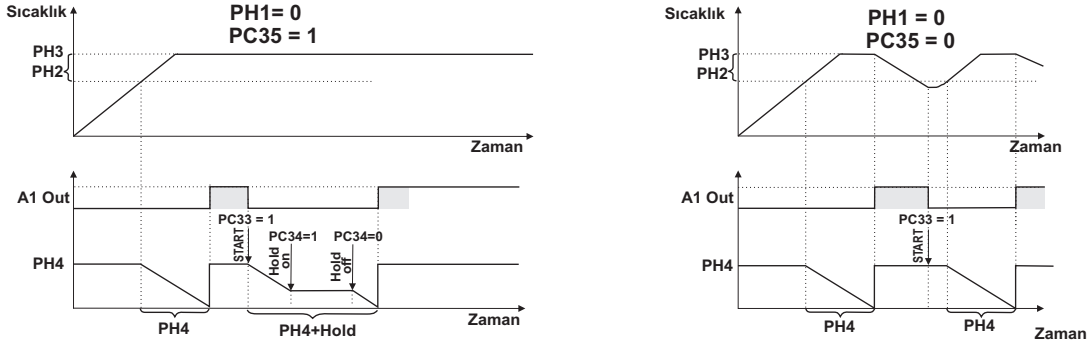 Sıcaklık
PH1= 0
PC35 = 1
PH3
PH2
Zaman
A1 Out
PC33 = 1
START
PC34=1
Hold on
PC34=0
Hold off
PH4
PH4
PH4+Hold
Zaman
Sıcaklık
PH1 = 0
PC35 = 0
PH3
PH2
Zaman
A1 Out
PC33 = 1
START
PH4
PH4
PH4
Zaman